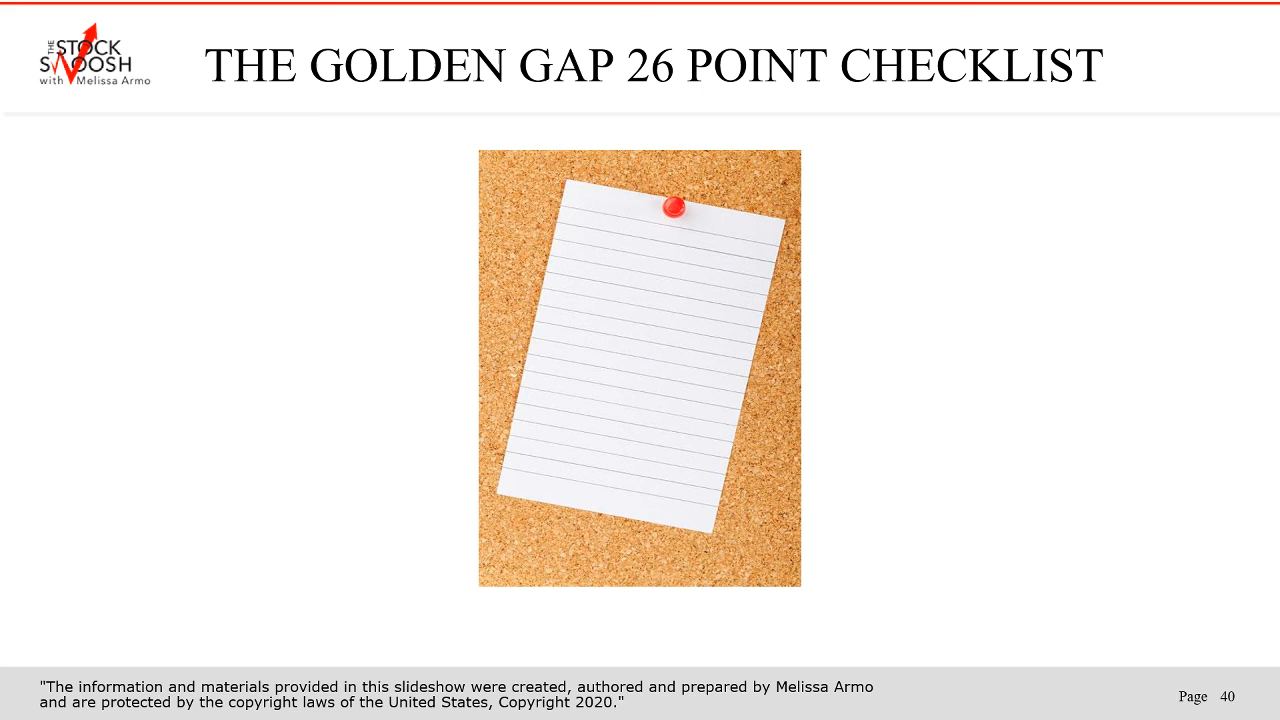 THE STOCK
SWOOSH
with Melissa Armo
THE GOLDEN GAP 26 POINT CHECKLIST
"The information and materials provided in this slideshow were created, authored and prepared by Melissa Armo
and are protected by the copyright laws of the United States, Copyright 2020."
Page 40